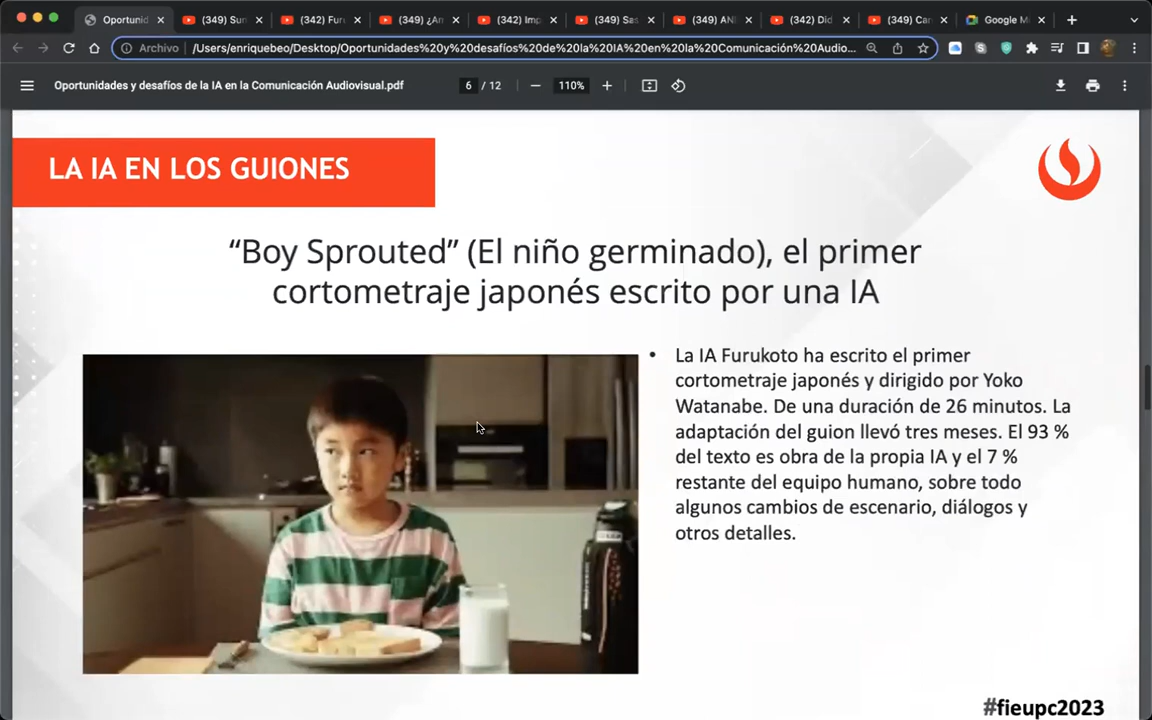 Oportunid
(349) Sun
(342) Furu
(349) ¿An
(342) Imp
(349) Sas
(349) ANI
(342) Did
(349) Can
Google M
Archivo
/Users/enriquebeo/Desktop/Oportunidades%20y%20desafíos%20de%20la%20IA%20en%20la%20Comunicación%20Audio...
Oportunidades y desafíos de la IA en la Comunicación Audiovisual.pdf
6 / 12
110%
LA IA EN LOS GUIONES
“Boy Sprouted” (El niño germinado), el primer
cortometraje japonés escrito por una IA
• La IA Furukoto ha escrito el primer
cortometraje japonés y dirigido por Yoko
Watanabe. De una duración de 26 minutos. La
adaptación del guion llevó tres meses. El 93 %
del texto es obra de la propia IA y el 7 %
restante del equipo humano, sobre todo
algunos cambios de escenario, diálogos y
otros detalles.
#fieupc2023